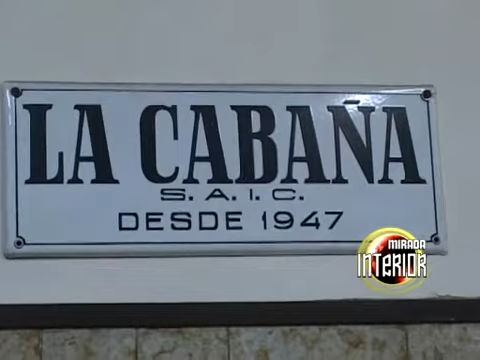 LA CABAÑA
S.A.I.C.
DESDE 1947
MIRADA
INTERIOR